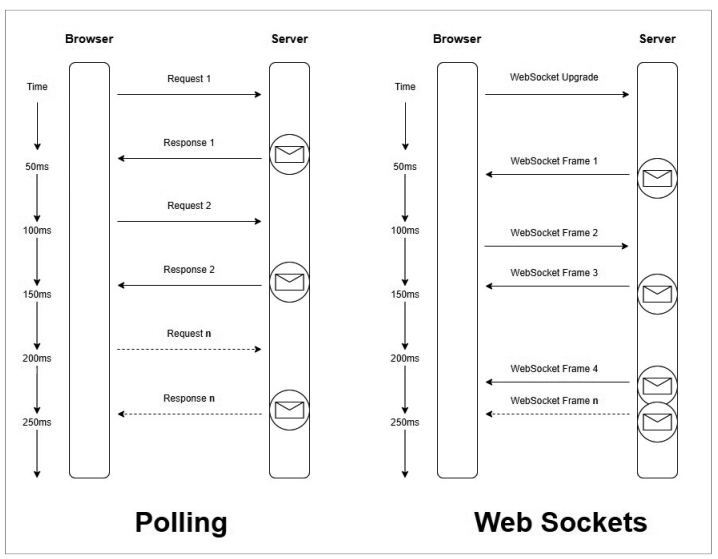 Browser
Server
Time
Request 1
Response 1
50ms
Request 2
100ms
Response 2
150ms
Request n
200ms
Response n
250ms
Polling
Browser
Server
Time
WebSocket Upgrade
WebSocket Frame 1
50ms
WebSocket Frame 2
100ms
WebSocket Frame 3
150ms
WebSocket Frame 4
200ms
WebSocket Frame n
250ms
Web Sockets